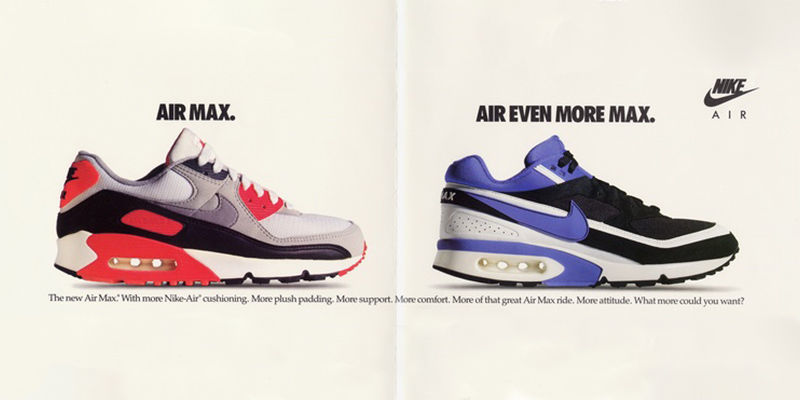 AIR MAX.
AIR EVEN MORE MAX.
NIKE
AIR
AX
The new Air Max.® With more Nike-Air® cushioning. More plush padding. More support. More comfort. More of that great Air Max ride. More attitude. What more could you want?